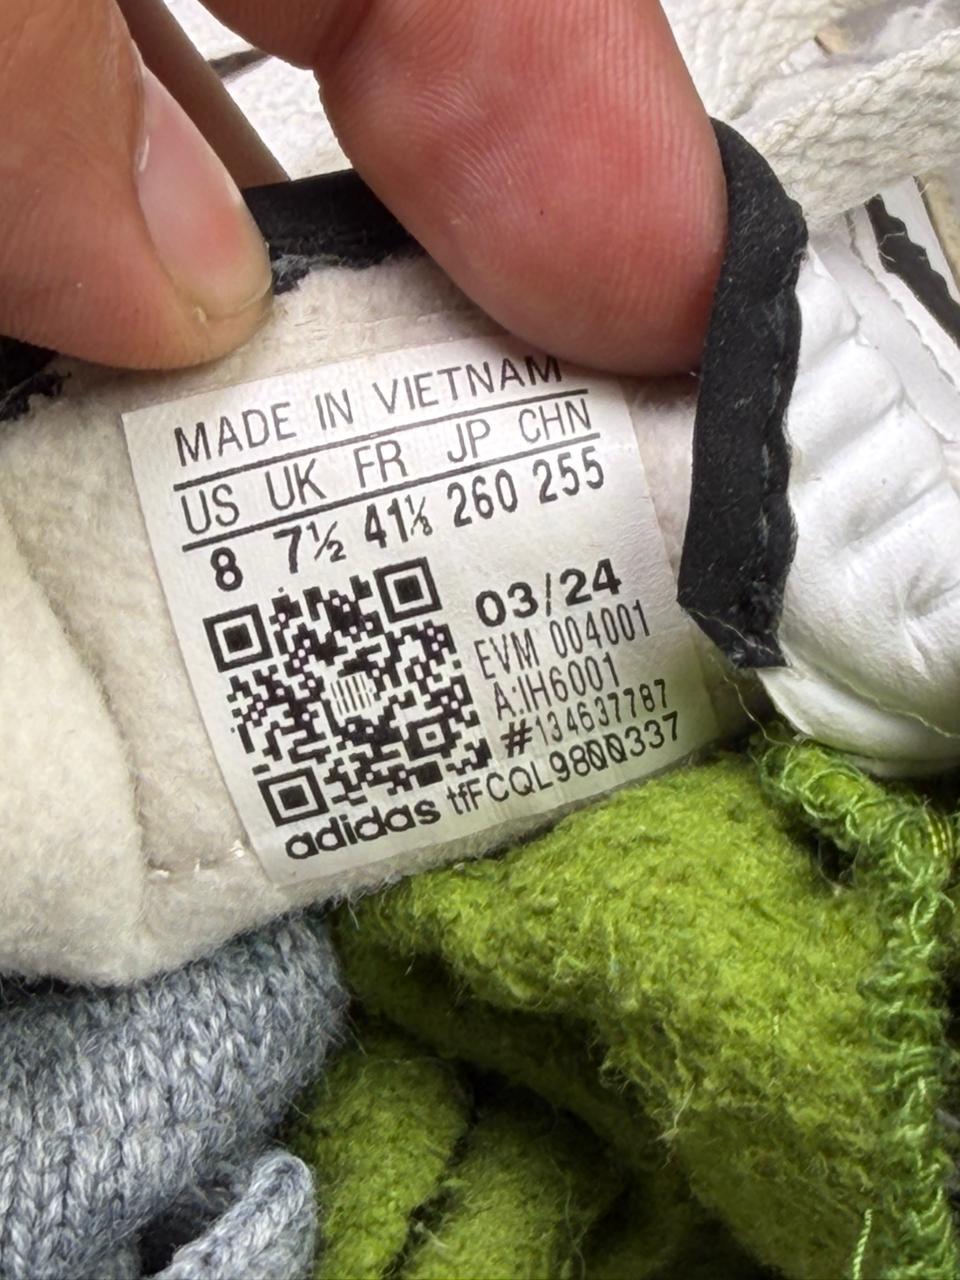 MADE IN VIETNAM
US UK FR JP CHN
8 7½ 41⅓ 260 255
03/24
EVM 004001
A:IH6001
#134637787
adidas tfFCQL9800337